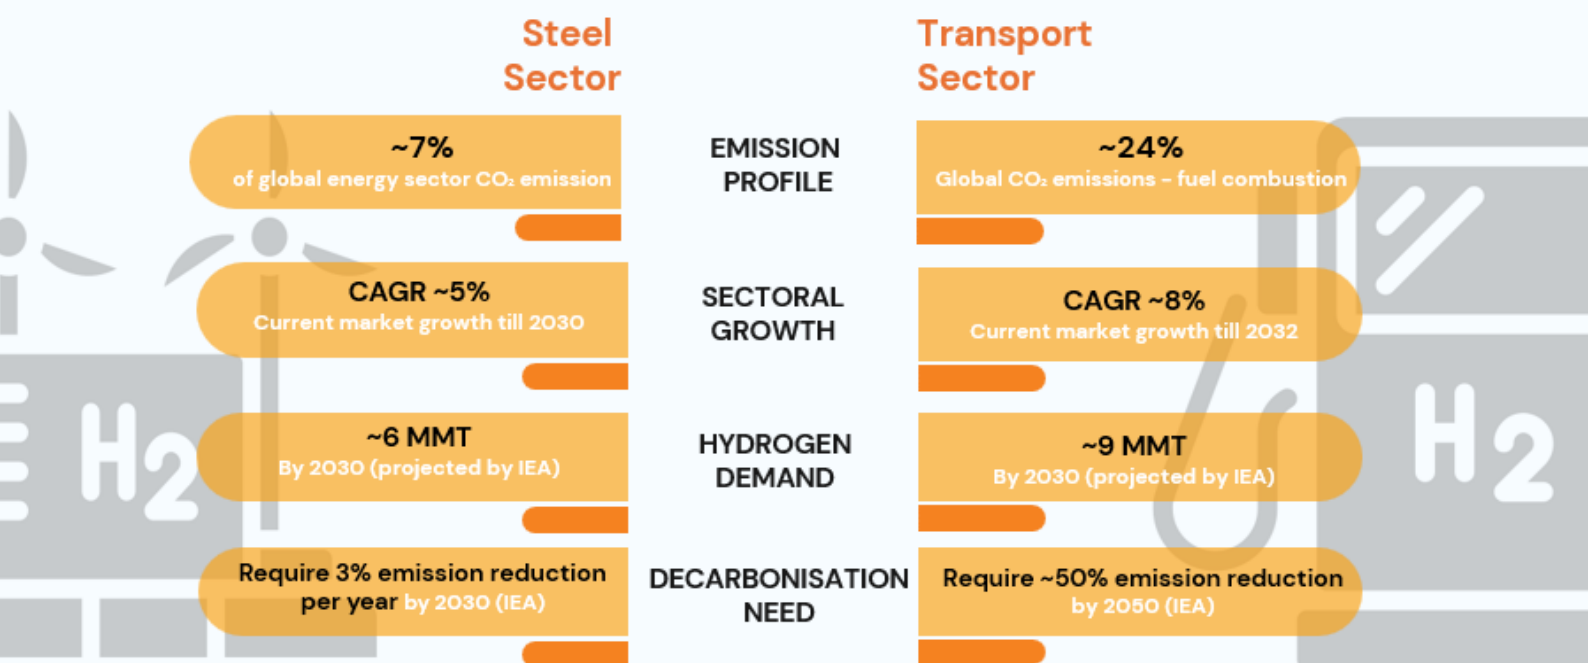 Steel
Sector
Transport
Sector
~7%
of global energy sector CO₂ emission
EMISSION
PROFILE
~24%
Global CO₂ emissions - fuel combustion
CAGR ~5%
Current market growth till 2030
SECTORAL
GROWTH
CAGR ~8%
Current market growth till 2032
~6 MMT
By 2030 (projected by IEA)
HYDROGEN
DEMAND
~9 MMT
By 2030 (projected by IEA)
Require 3% emission reduction
per year by 2030 (IEA)
DECARBONISATION
NEED
Require ~50% emission reduction
by 2050 (IEA)
H2
H2